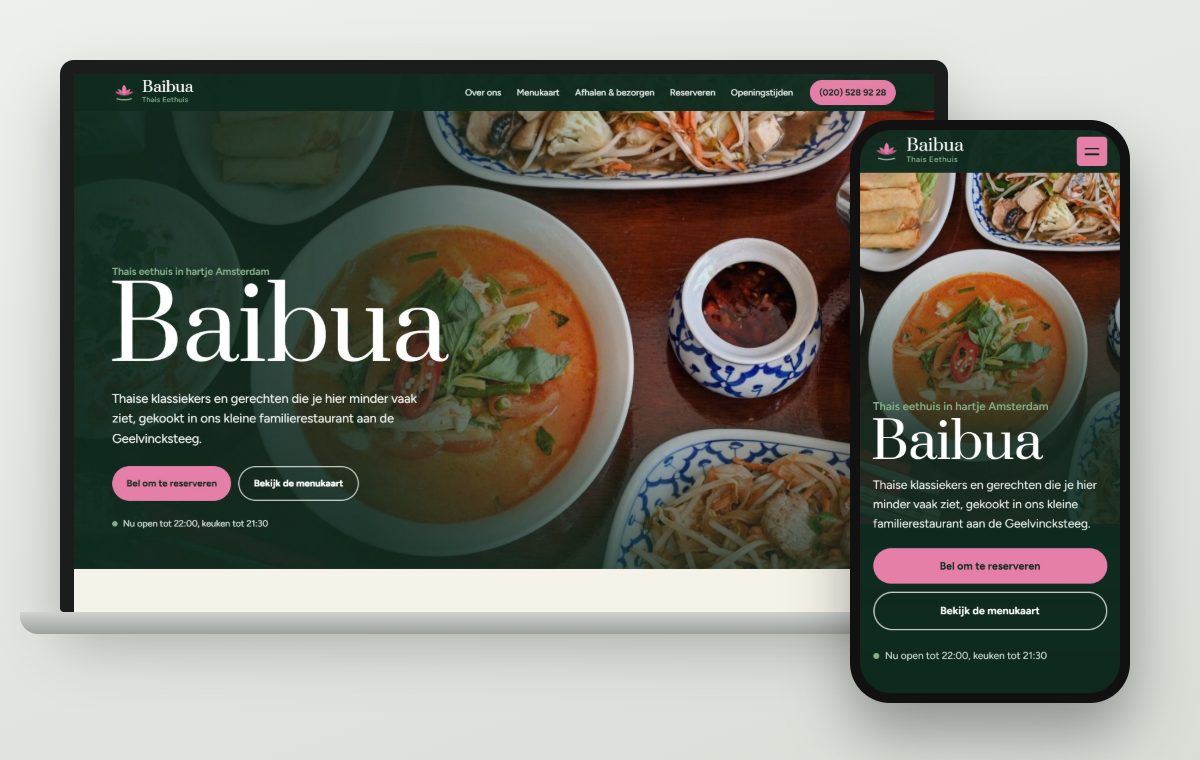 Baibua
Thais Eethuis
Over ons Menukaart Afhalen & bezorgen Reserveren Openingstijden (020) 528 92 28
Thais eethuis in hartje Amsterdam
Baibua
Thaise klassiekers en gerechten die je hier minder vaak
ziet, gekookt in ons kleine familierestaurant aan de
Geelvincksteeg.
Bel om te reserveren Bekijk de menukaart
Nu open tot 22:00, keuken tot 21:30
Baibua
Thais Eethuis
Thais eethuis in hartje Amsterdam
Baibua
Thaise klassiekers en gerechten die je hier
minder vaak ziet, gekookt in ons kleine
familierestaurant aan de Geelvincksteeg.
Bel om te reserveren
Bekijk de menukaart
Nu open tot 22:00, keuken tot 21:30